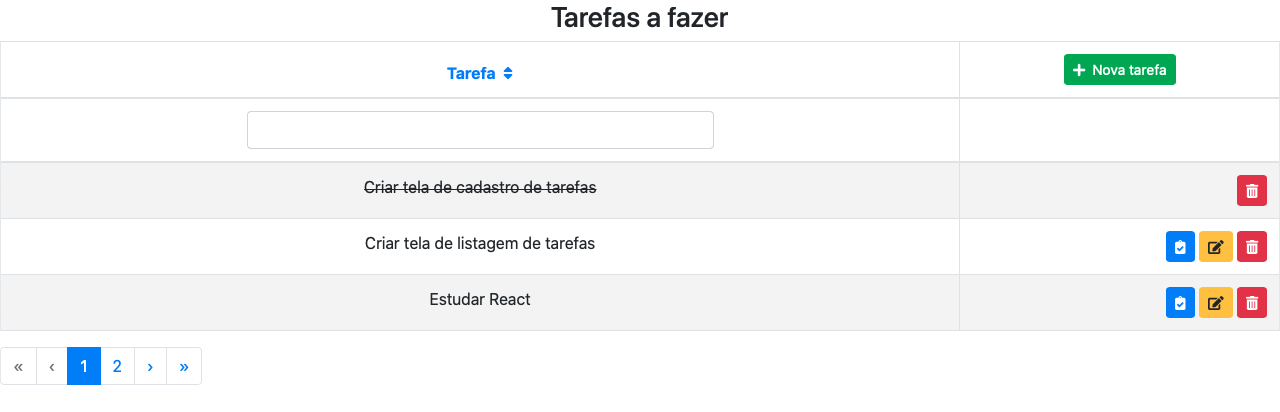 Tarefas a fazer
Tarefa
Nova tarefa
Criar tela de cadastro de tarefas
Criar tela de listagem de tarefas
Estudar React
« ‹ 1 2 › »